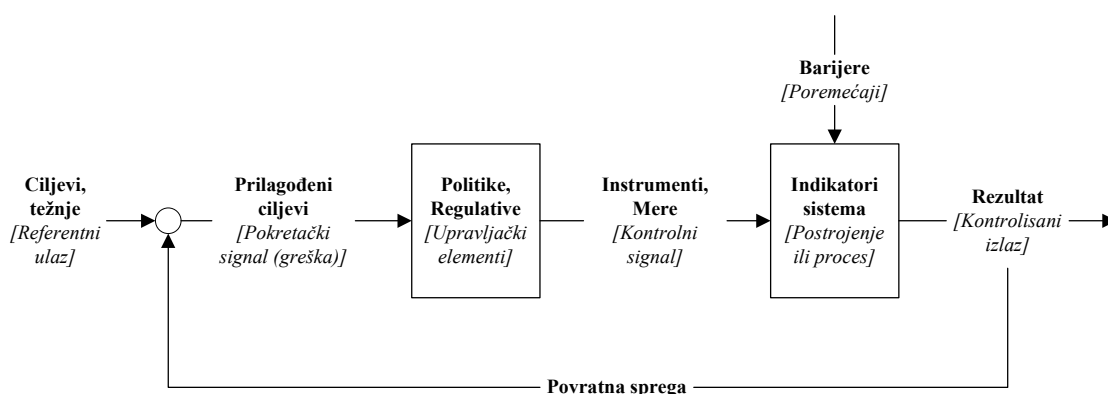 Barijere
[Poremećaji]
Ciljevi,
težnje
[Referentni
ulaz]
Prilagođeni
ciljevi
[Pokretački
signal (greška)]
Politike,
Regulative
[Upravljački
elementi]
Instrumenti,
Mere
[Kontrolni
signal]
Indikatori
sistema
[Postrojenje
ili proces]
Rezultat
[Kontrolisani
izlaz]
Povratna sprega